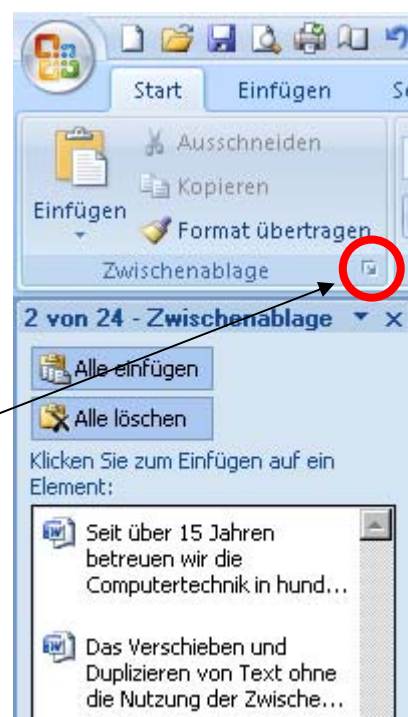 Start Einfügen S
Ausschneiden
Kopieren
Einfügen
Format übertragen
Zwischenablage
2 von 24 - Zwischenablage
Alle einfügen
Alle löschen
Klicken Sie zum Einfügen auf ein
Element:
Seit über 15 Jahren
betreuen wir die
Computertechnik in hund...
Das Verschieben und
Duplizieren von Text ohne
die Nutzung der Zwische...